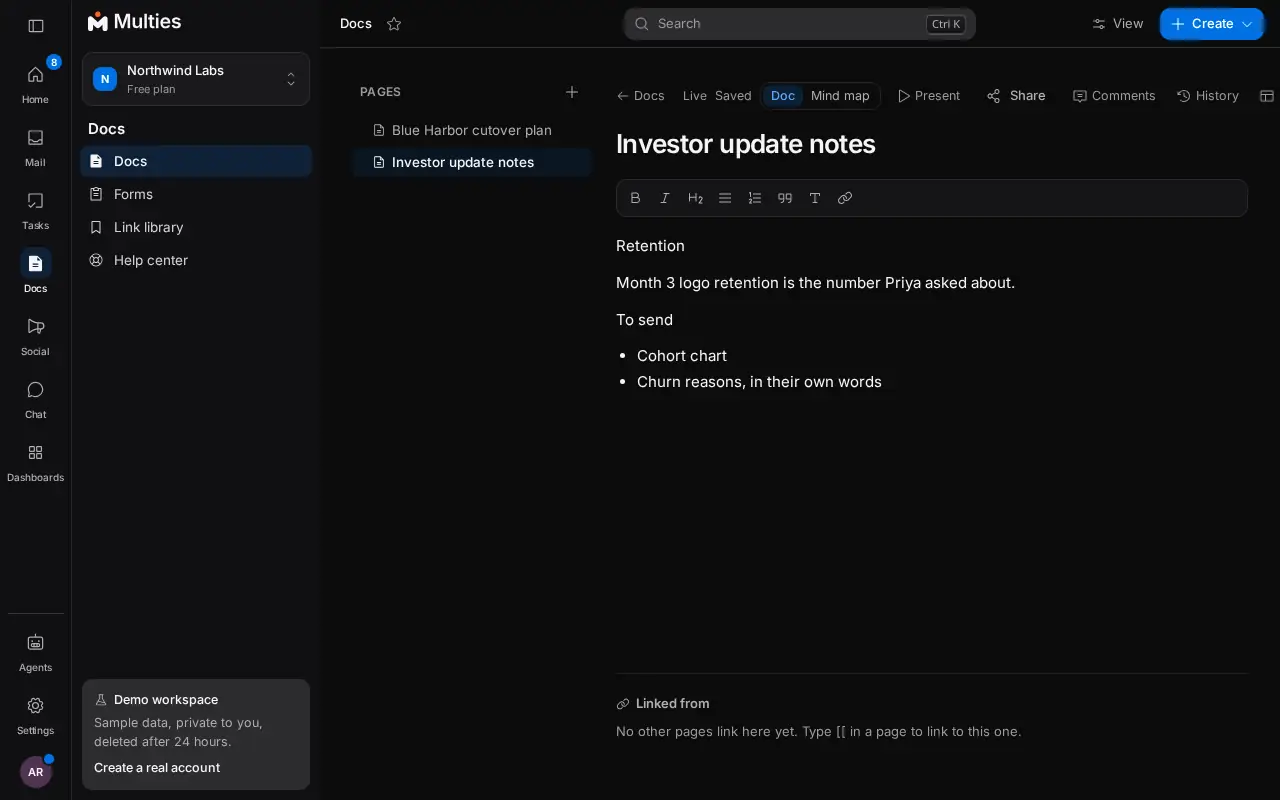 Multies
Docs
Search
Ctrl K
View
Create
8
Home
Mail
Tasks
Docs
Social
Chat
Dashboards
Agents
Settings
AR
N
Northwind Labs
Free plan
Docs
Docs
Forms
Link library
Help center
Demo workspace
Sample data, private to you,
deleted after 24 hours.
Create a real account
PAGES
Blue Harbor cutover plan
Investor update notes
Docs
Live Saved
Doc
Mind map
Present
Share
Comments
History
Investor update notes
B I H2 T
Retention
Month 3 logo retention is the number Priya asked about.
To send
Cohort chart
Churn reasons, in their own words
Linked from
No other pages link here yet. Type [[ in a page to link to this one.